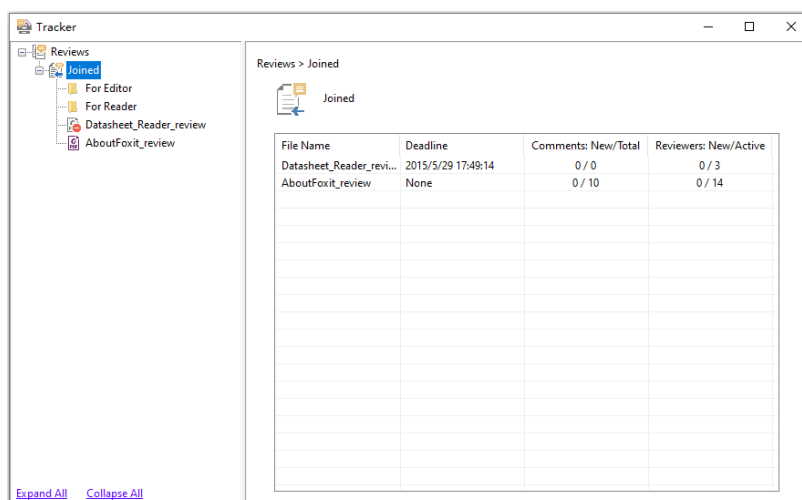 Tracker
Reviews
Joined
For Editor
For Reader
Datasheet_Reader_review
AboutFoxit_review
Expand All Collapse All
Reviews > Joined
Joined
File Name Deadline Comments: New/Total Reviewers: New/Active
Datasheet_Reader_revi... 2015/5/29 17:49:14 0 / 0 0 / 3
AboutFoxit_review None 0 / 10 0 / 14